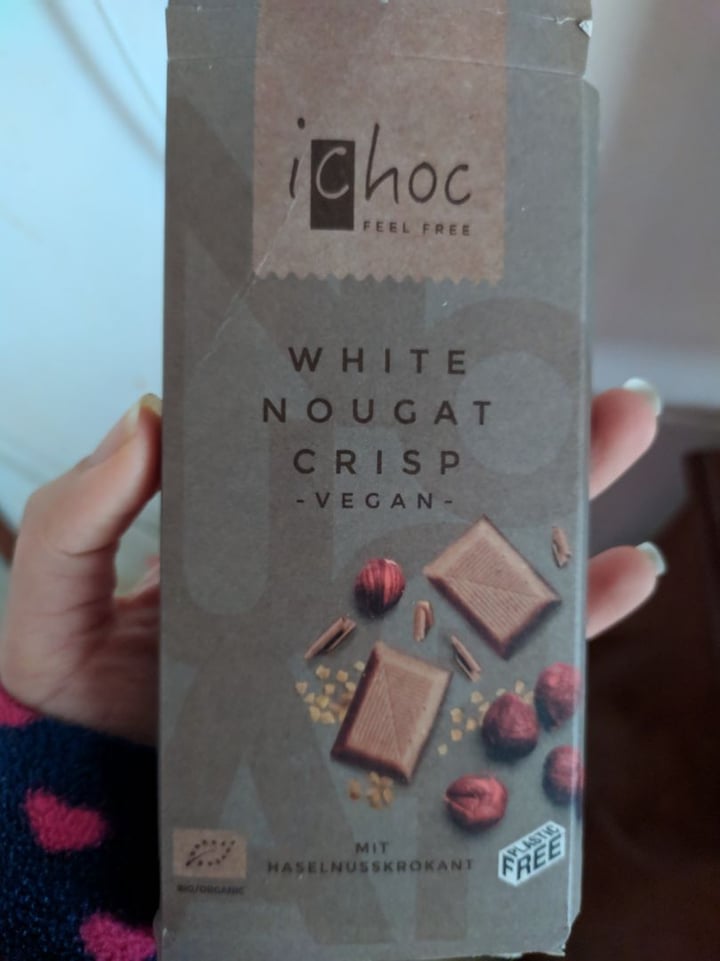 ichoc
FEEL FREE
WHITE
NOUGAT
CRISP
-VEGAN-
MIT
HASELNUSSKROKANT
BIO/ORGANIC
PLASTIC
FREE